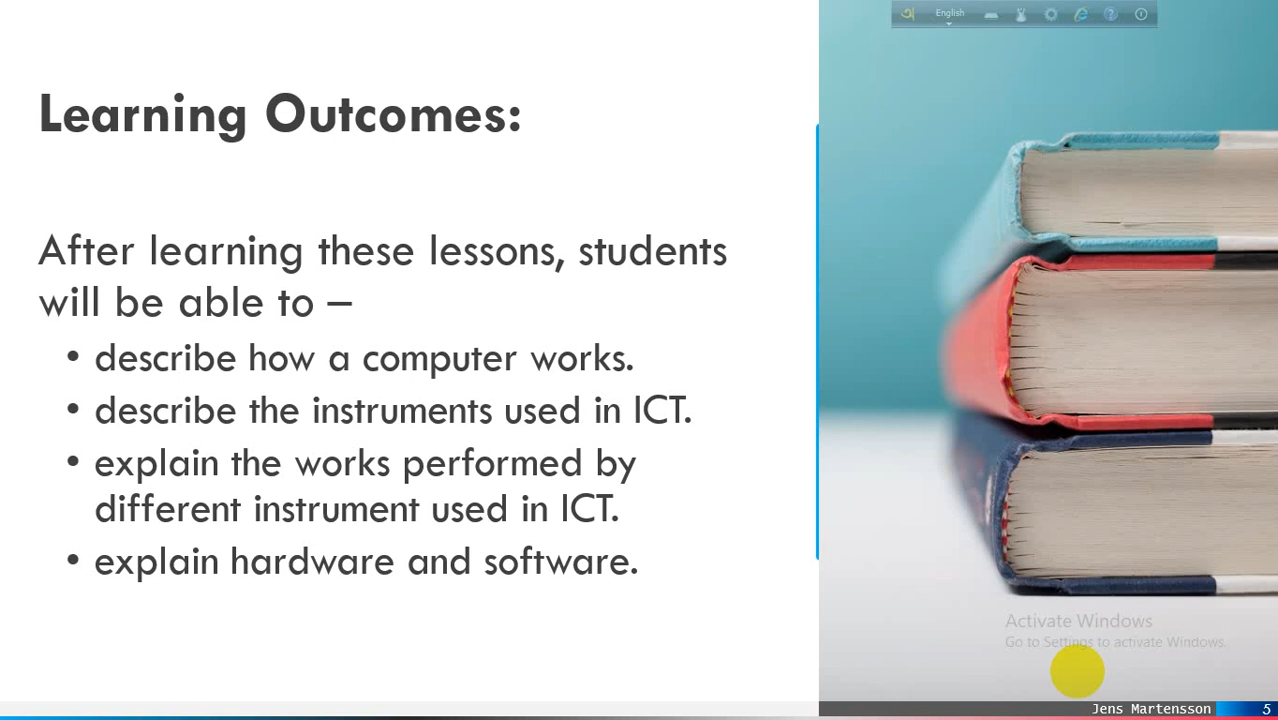 অ English
Learning Outcomes:
After learning these lessons, students
will be able to –
• describe how a computer works.
• describe the instruments used in ICT.
• explain the works performed by
different instrument used in ICT.
• explain hardware and software.
Activate Windows
Go to Settings to activate Windows.
Jens Martensson 5